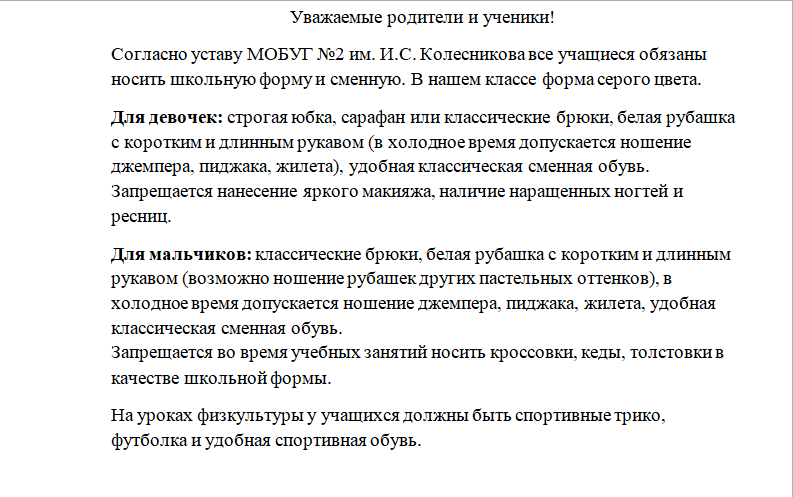 Уважаемые родители и ученики!
Согласно уставу МОБУГ №2 им. И.С. Колесникова все учащиеся обязаны
носить школьную форму и сменную. В нашем классе форма серого цвета.
Для девочек: строгая юбка, сарафан или классические брюки, белая рубашка
с коротким и длинным рукавом (в холодное время допускается ношение
джемпера, пиджака, жилета), удобная классическая сменная обувь.
Запрещается нанесение яркого макияжа, наличие наращенных ногтей и
ресниц.
Для мальчиков: классические брюки, белая рубашка с коротким и длинным
рукавом (возможно ношение рубашек других пастельных оттенков), в
холодное время допускается ношение джемпера, пиджака, жилета, удобная
классическая сменная обувь.
Запрещается во время учебных занятий носить кроссовки, кеды, толстовки в
качестве школьной формы.
На уроках физкультуры у учащихся должны быть спортивные трико,
футболка и удобная спортивная обувь.